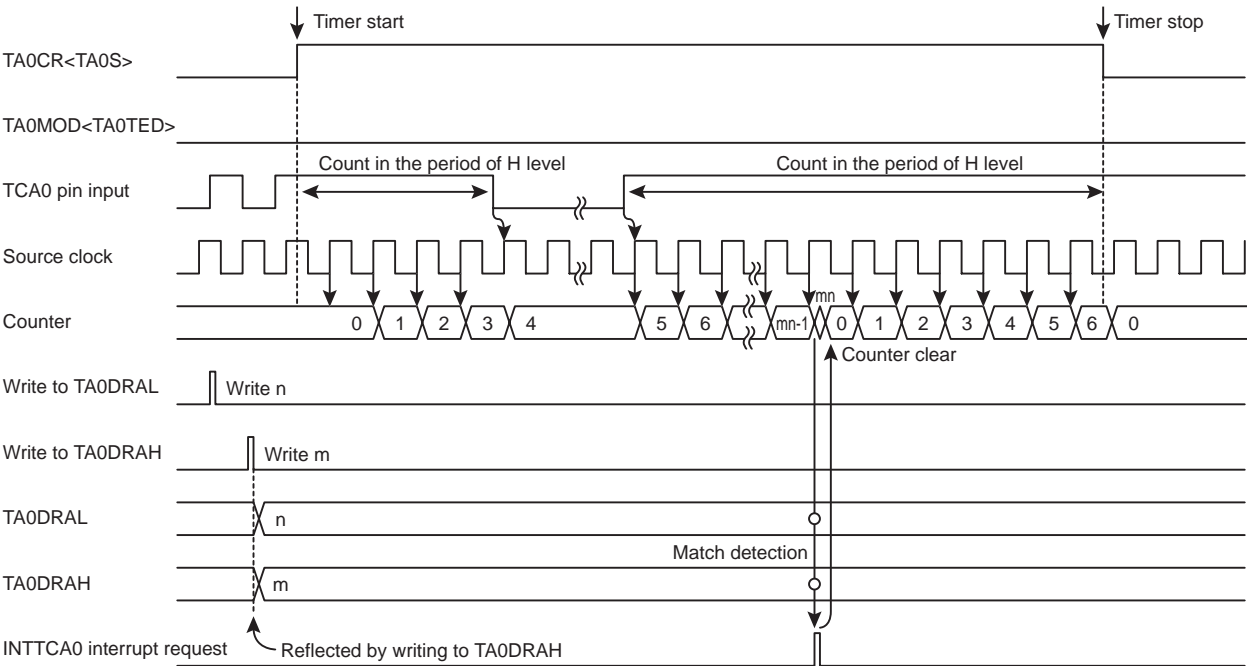 Timer start
Timer stop
TA0CR<TA0S>
TA0MOD<TA0TED>
Count in the period of H level
Count in the period of H level
TCA0 pin input
Source clock
mn
Counter
0 1 2 3 4 5 6 mn-1 0 1 2 3 4 5 6 0
Counter clear
Write to TA0DRAL
Write n
Write to TA0DRAH
Write m
TA0DRAL
n
Match detection
TA0DRAH
m
INTTCA0 interrupt request
Reflected by writing to TA0DRAH